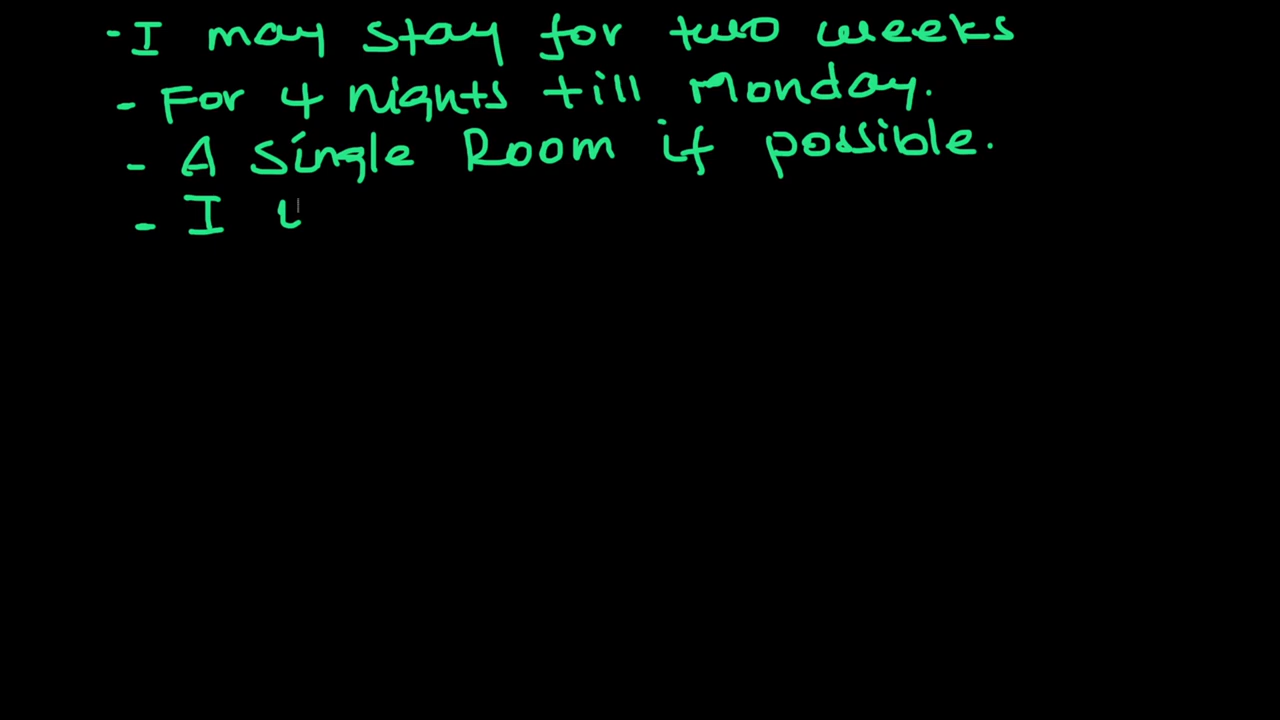 - I may stay for two weeks
- For 4 nights till Monday.
- A single Room if possible.
- I